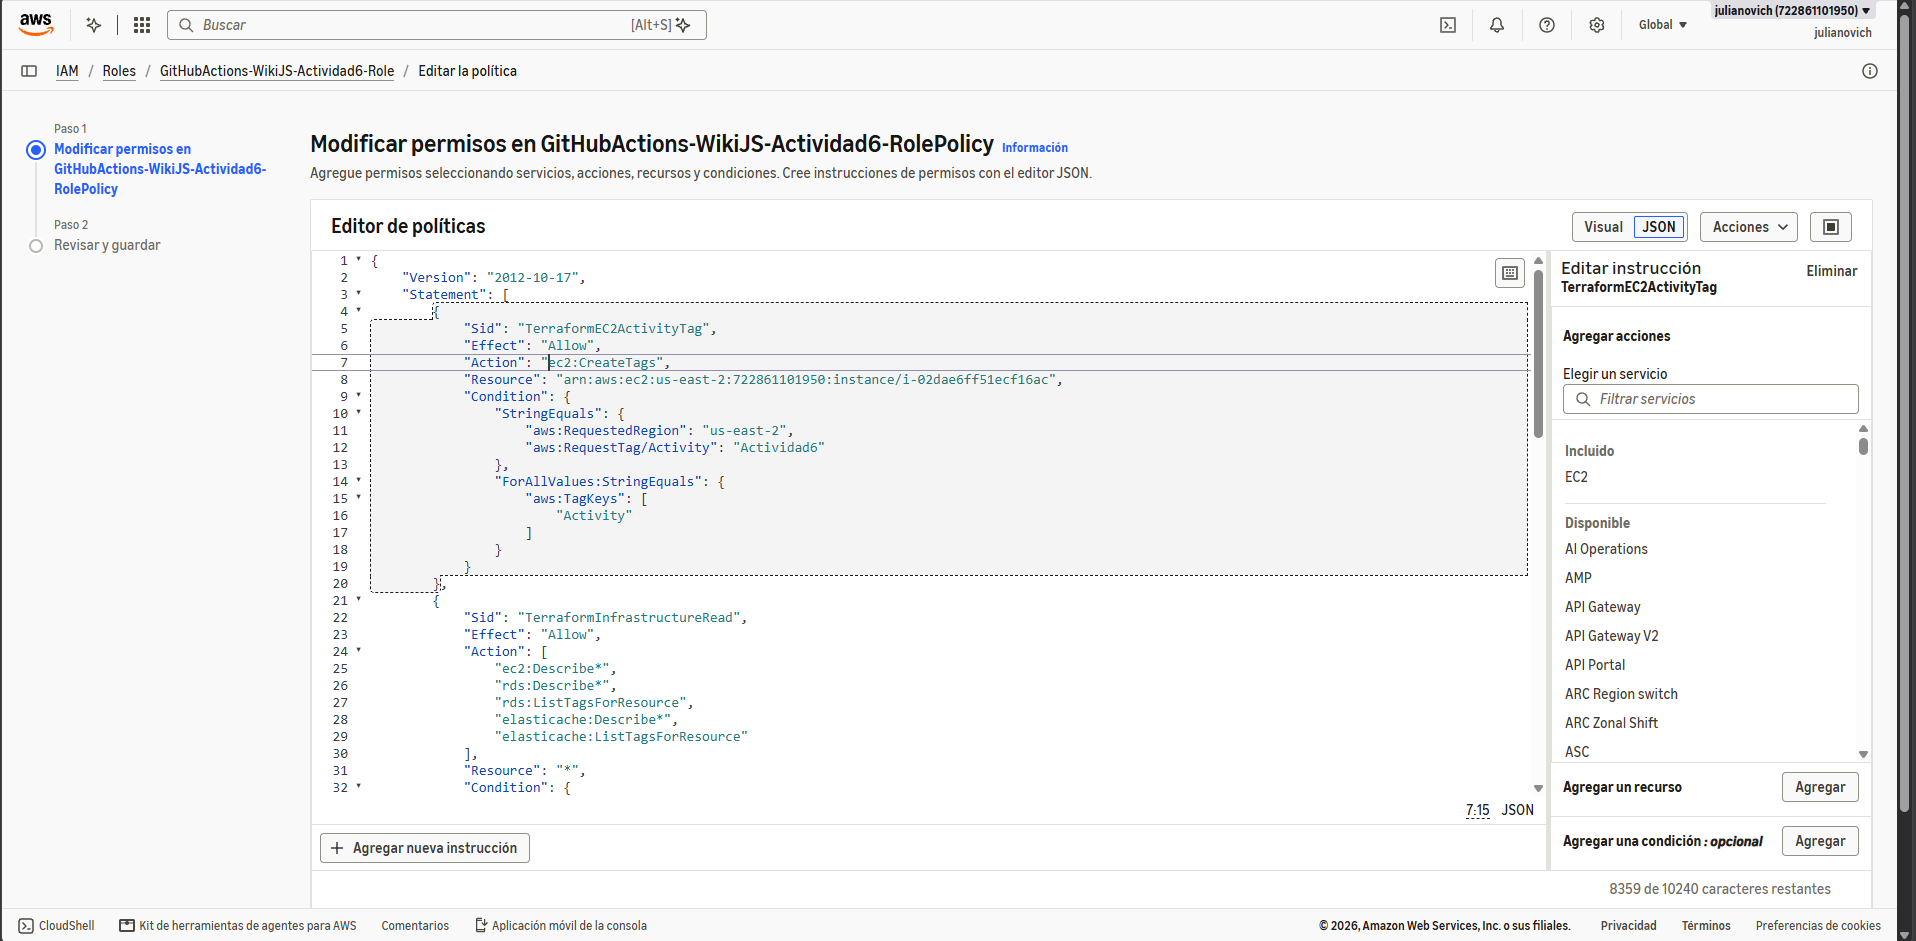 aws
Buscar
[Alt+S]
Global
julianovich (722861101950)
julianovich
IAM / Roles / GitHubActions-WikiJS-Actividad6-Role / Editar la política
Paso 1
Modificar permisos en
GitHubActions-WikiJS-Actividad6-
RolePolicy
Paso 2
Revisar y guardar
Modificar permisos en GitHubActions-WikiJS-Actividad6-RolePolicy Información
Agregue permisos seleccionando servicios, acciones, recursos y condiciones. Cree instrucciones de permisos con el editor JSON.
Editor de políticas
Visual
JSON
Acciones
1 {
2 "Version": "2012-10-17",
3 "Statement": [
4 {
5 "Sid": "TerraformEC2ActivityTag",
6 "Effect": "Allow",
7 "Action": "ec2:CreateTags",
8 "Resource": "arn:aws:ec2:us-east-2:722861101950:instance/i-02dae6ff51ecf16ac",
9 "Condition": {
10 "StringEquals": {
11 "aws:RequestedRegion": "us-east-2",
12 "aws:RequestTag/Activity": "Actividad6"
13 },
14 "ForAllValues:StringEquals": {
15 "aws:TagKeys": [
16 "Activity"
17 ]
18 }
19 }
20 },
21 {
22 "Sid": "TerraformInfrastructureRead",
23 "Effect": "Allow",
24 "Action": [
25 "ec2:Describe*",
26 "rds:Describe*",
27 "rds:ListTagsForResource",
28 "elasticache:Describe*",
29 "elasticache:ListTagsForResource"
30 ],
31 "Resource": "*",
32 "Condition": {
7:15 JSON
Agregar nueva instrucción
Editar instrucción
TerraformEC2ActivityTag
Eliminar
Agregar acciones
Elegir un servicio
Filtrar servicios
Incluido
EC2
Disponible
AI Operations
AMP
API Gateway
API Gateway V2
API Portal
ARC Region switch
ARC Zonal Shift
ASC
Agregar un recurso
Agregar
Agregar una condición : opcional
Agregar
8359 de 10240 caracteres restantes
CloudShell
Kit de herramientas de agentes para AWS
Comentarios
Aplicación móvil de la consola
© 2026, Amazon Web Services, Inc. o sus filiales.
Privacidad
Términos
Preferencias de cookies